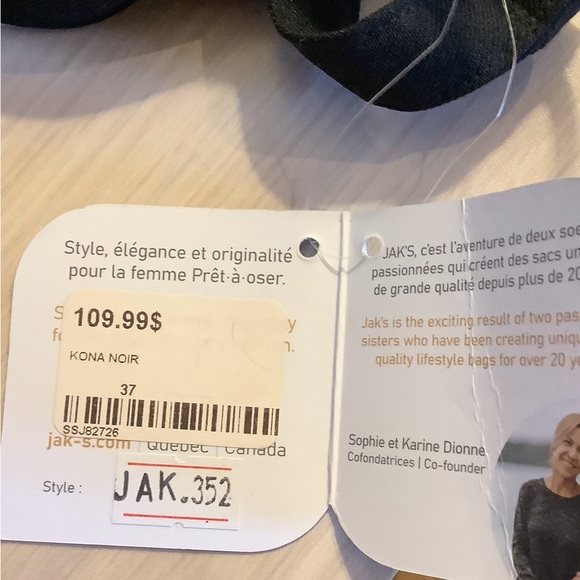 Style, élégance et originalité
pour la femme Prêt-à-oser.
109.99$
KONA NOIR
37
SSJ82726
jak-s.com | Québec | Canada
Style :
JAK.352
JAK'S, c'est l'aventure de deux
passionnées qui créent des sacs
de grande qualité depuis plus de 20
Jak's is the exciting result of two
sisters who have been creating
quality lifestyle bags for over 20
Sophie et Karine Dionne
Cofondatrices | Co-founder